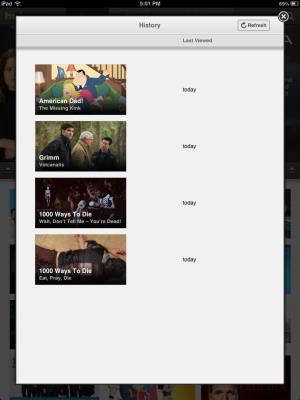 iPad
5:01 PM
69%
History
Refresh
Last Viewed
American Dad!
The Missing Kink
today
Grimm
Volcanalis
today
1000 Ways To Die
Wait, Don't Tell Me – You're Dead!
today
1000 Ways To Die
Eat, Pray, Die
today